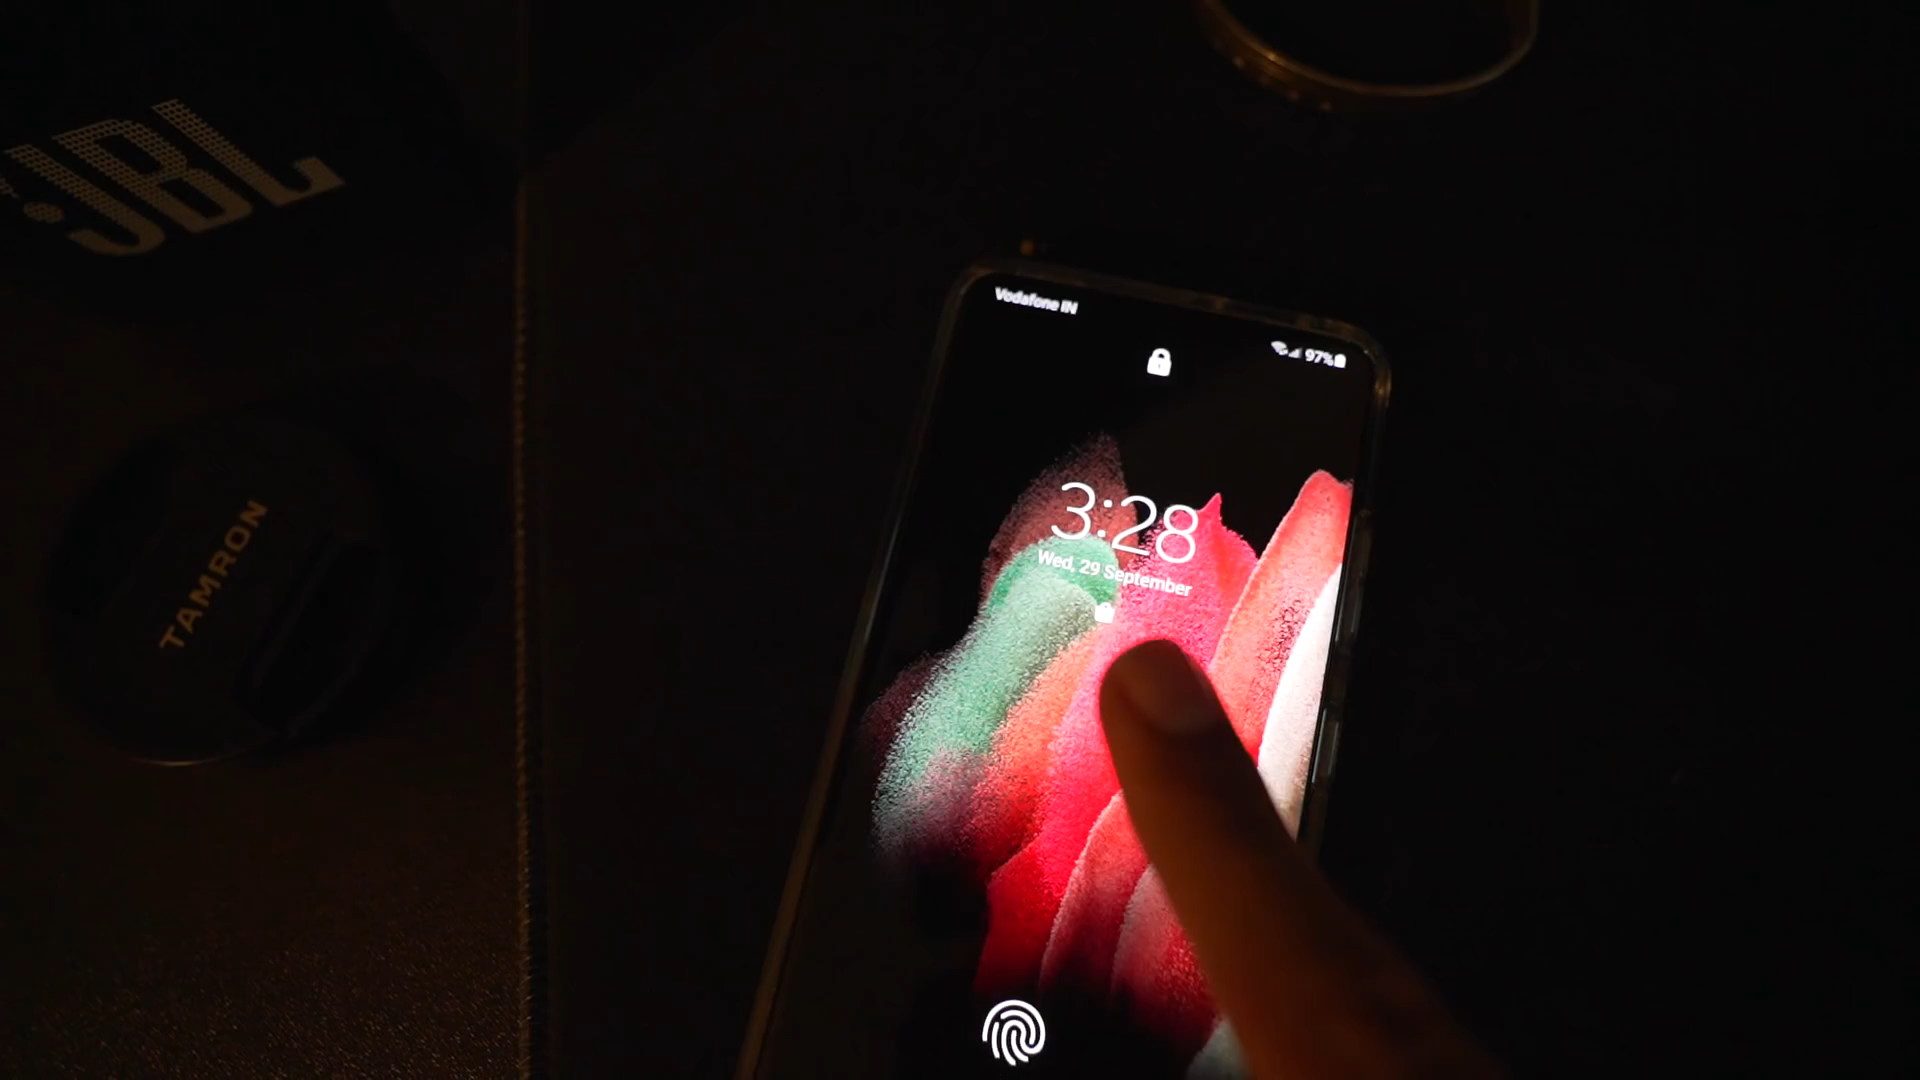 JBL
TAMRON
Vodafone IN
97%
3:28
Wed, 29 September